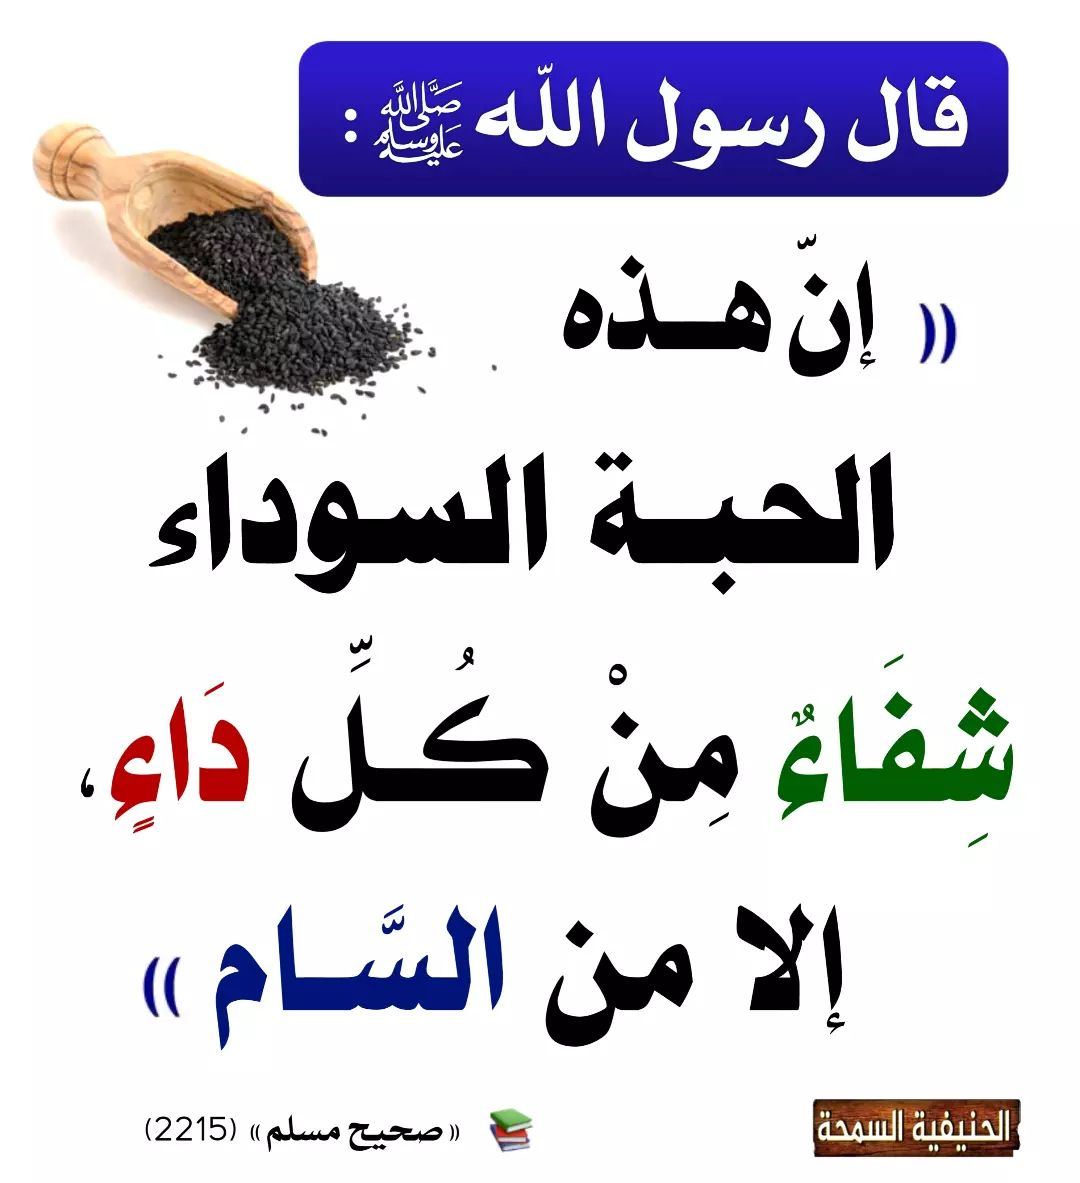 قال رسول الله ﷺ :
(( إنّ هـذه
الحبـة السوداء
شِفَاءٌ مِنْ كُـلِّ دَاءٍ،
إلا من السَّـام ))
«صحيح مسلم» (2215)
الحنيفية السمحة